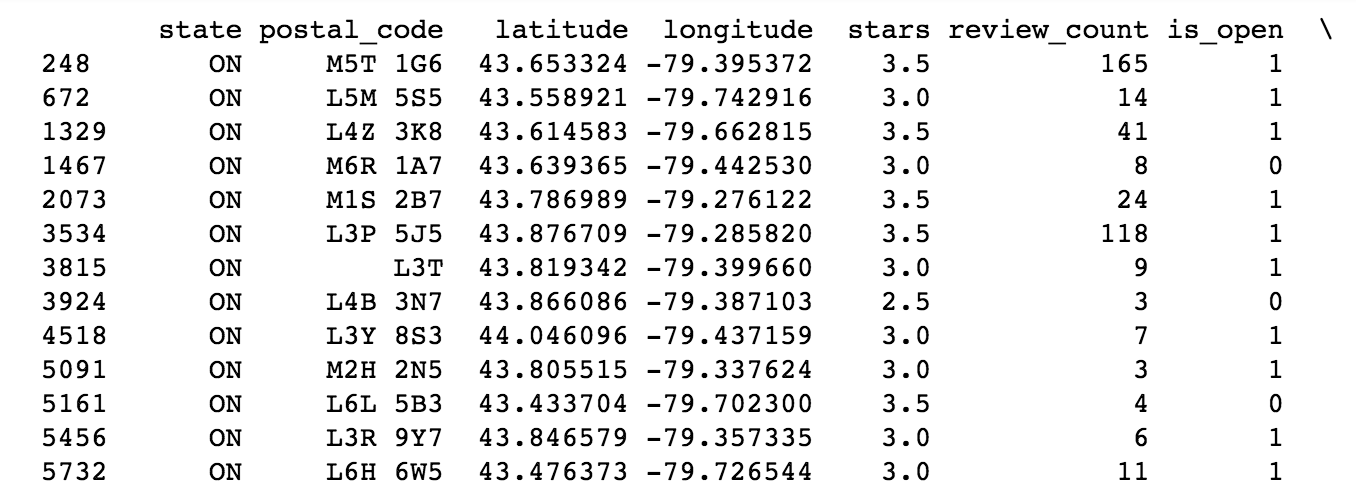 state postal_code latitude longitude stars review_count is_open \
248 ON M5T 1G6 43.653324 -79.395372 3.5 165 1
672 ON L5M 5S5 43.558921 -79.742916 3.0 14 1
1329 ON L4Z 3K8 43.614583 -79.662815 3.5 41 1
1467 ON M6R 1A7 43.639365 -79.442530 3.0 8 0
2073 ON M1S 2B7 43.786989 -79.276122 3.5 24 1
3534 ON L3P 5J5 43.876709 -79.285820 3.5 118 1
3815 ON L3T 43.819342 -79.399660 3.0 9 1
3924 ON L4B 3N7 43.866086 -79.387103 2.5 3 0
4518 ON L3Y 8S3 44.046096 -79.437159 3.0 7 1
5091 ON M2H 2N5 43.805515 -79.337624 3.0 3 1
5161 ON L6L 5B3 43.433704 -79.702300 3.5 4 0
5456 ON L3R 9Y7 43.846579 -79.357335 3.0 6 1
5732 ON L6H 6W5 43.476373 -79.726544 3.0 11 1